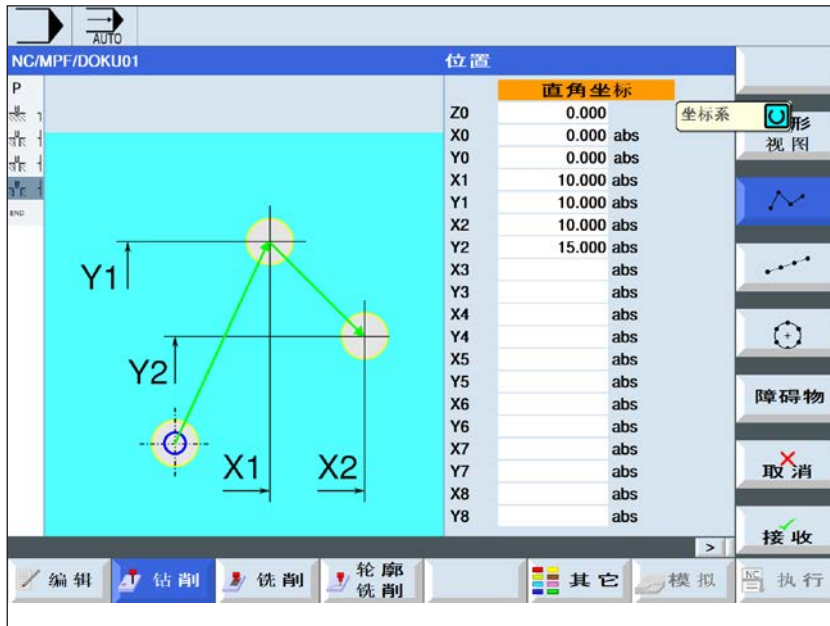 AUTO
NC/MPF/DOKU01
位置
P
END
直角坐标
Z0 0.000
X0 0.000 abs
Y0 0.000 abs
X1 10.000 abs
Y1 10.000 abs
X2 10.000 abs
Y2 15.000 abs
X3 abs
Y3 abs
X4 abs
Y4 abs
X5 abs
Y5 abs
X6 abs
Y6 abs
X7 abs
Y7 abs
X8 abs
Y8 abs
坐标系
形
视图
Y1
Y2
X1 X2
障碍物
取消
接收
>
编辑
钻削
铣削
轮廓
铣削
其它
模拟
NC
执行